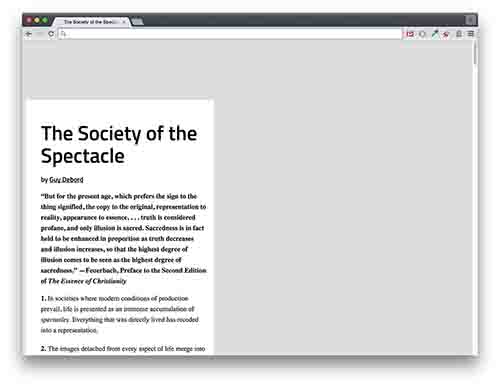 The Society of the Specta
The Society of the
Spectacle
by Guy Debord
“But for the present age, which prefers the sign to the
thing signified, the copy to the original, representation to
reality, appearance to essence, . . . truth is considered
profane, and only illusion is sacred. Sacredness is in fact
held to be enhanced in proportion as truth decreases
and illusion increases, so that the highest degree of
illusion comes to be seen as the highest degree of
sacredness.” —Feuerbach, Preface to the Second Edition
of The Essence of Christianity
1. In societies where modern conditions of production
prevail, life is presented as an immense accumulation of
spectacles. Everything that was directly lived has receded
into a representation.
2. The images detached from every aspect of life merge into